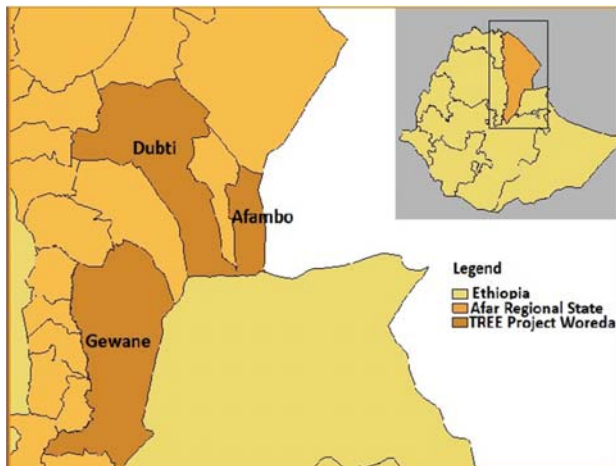 Dubti
Afambo
Gewane
Legend
Ethiopia
Afar Regional State
TREE Project Woreda